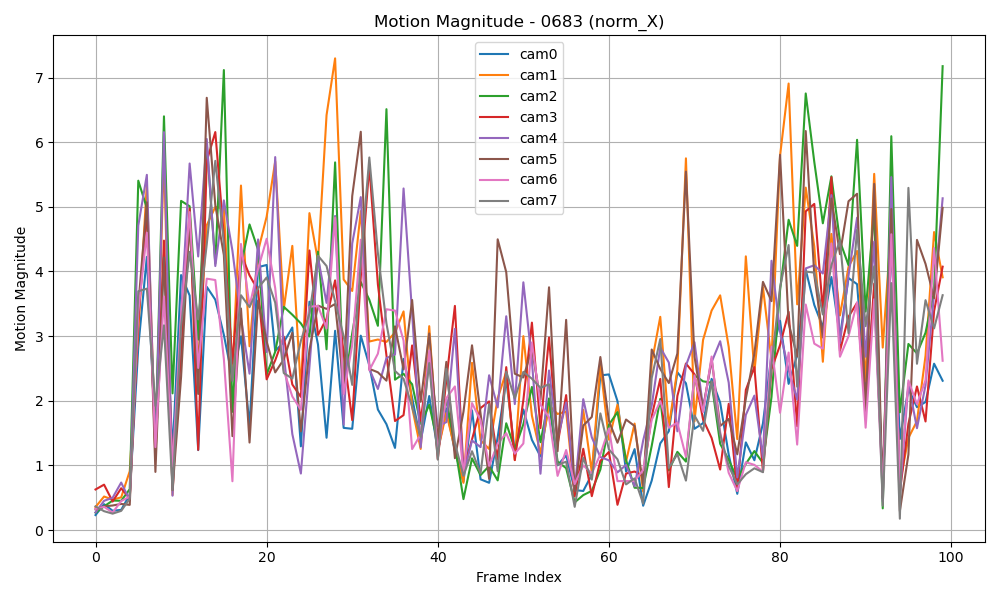 Motion Magnitude - 0683 (norm_X)
cam0
cam1
cam2
cam3
cam4
cam5
cam6
cam7
Motion Magnitude
7
6
5
4
3
2
1
0
0 20 40 60 80 100
Frame Index